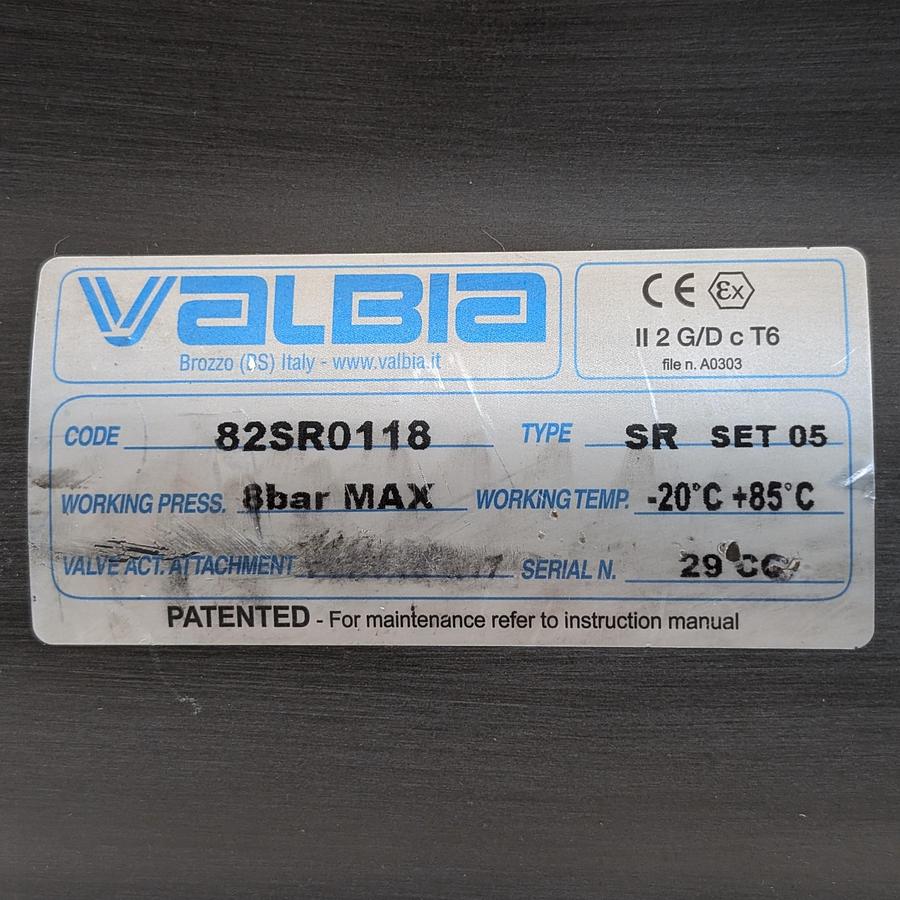 VALBIA
Brozzo (BS) Italy - www.valbia.it
CE Ex
II 2 G/D c T6
file n. A0303
CODE 82SR0118 TYPE SR SET 05
WORKING PRESS. 8bar MAX WORKING TEMP. -20°C +85°C
VALVE ACT. ATTACHMENT SERIAL N. 29
PATENTED - For maintenance refer to instruction manual